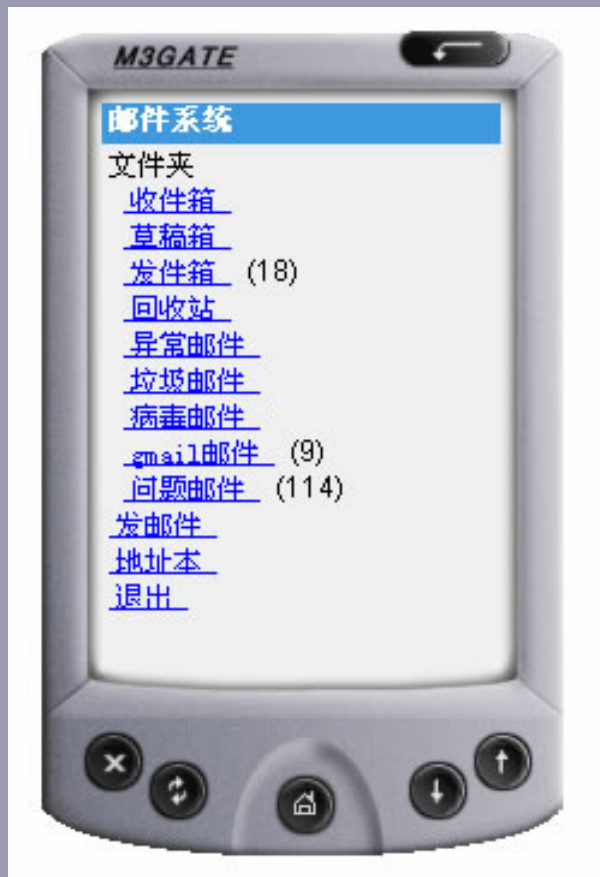 M3GATE
邮件系统
文件夹
收件箱
草稿箱
发件箱 (18)
回收站
异常邮件
垃圾邮件
病毒邮件
gmail邮件 (9)
问题邮件 (114)
发邮件
地址本
退出